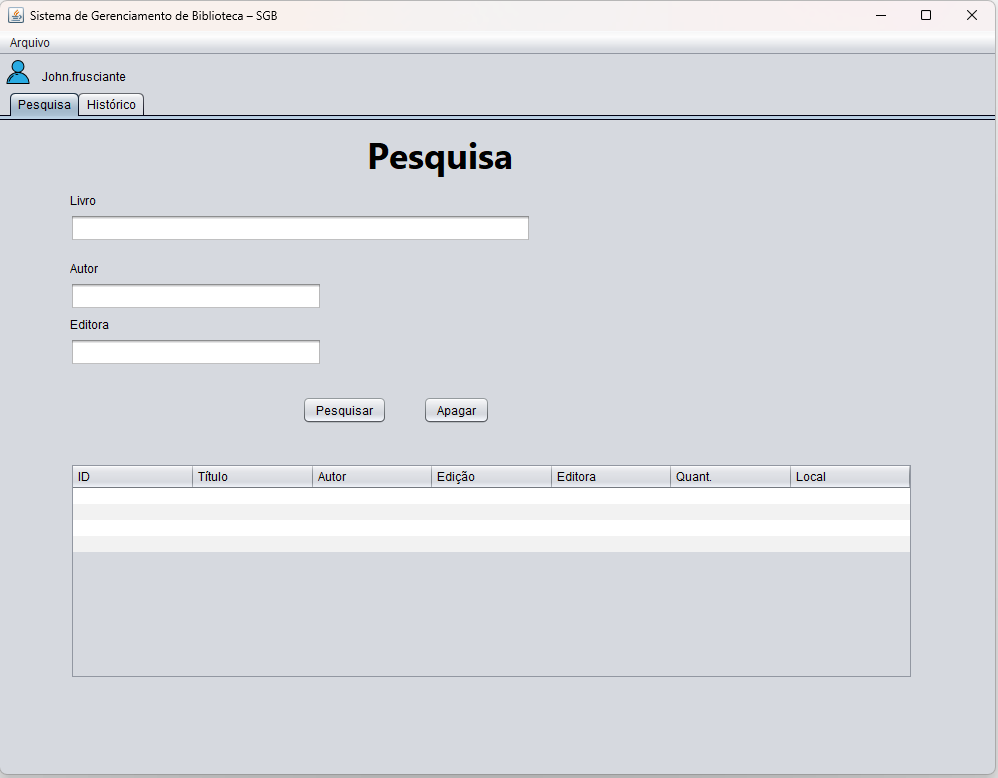 Sistema de Gerenciamento de Biblioteca – SGB
Arquivo
John.frusciante
Pesquisa Histórico
Pesquisa
Livro
Autor
Editora
Pesquisar Apagar
ID Título Autor Edição Editora Quant. Local